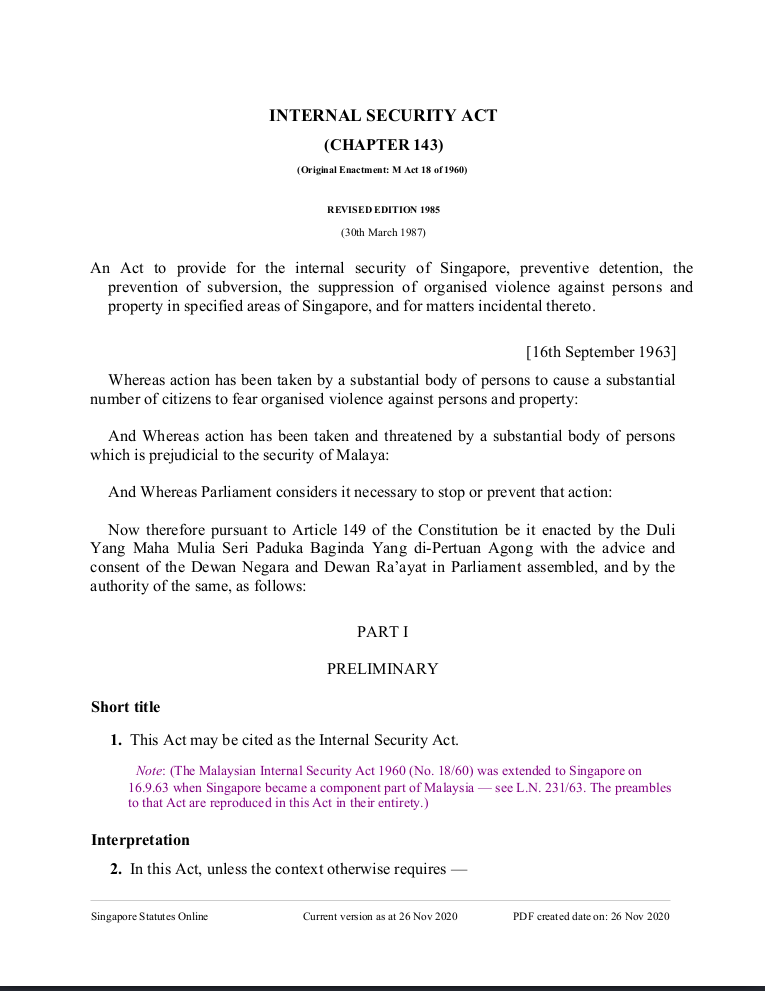 INTERNAL SECURITY ACT
(CHAPTER 143)
(Original Enactment: M Act 18 of 1960)
REVISED EDITION 1985
(30th March 1987)
An Act to provide for the internal security of Singapore, preventive detention, the
prevention of subversion, the suppression of organised violence against persons and
property in specified areas of Singapore, and for matters incidental thereto.
[16th September 1963]
Whereas action has been taken by a substantial body of persons to cause a substantial
number of citizens to fear organised violence against persons and property:
And Whereas action has been taken and threatened by a substantial body of persons
which is prejudicial to the security of Malaya:
And Whereas Parliament considers it necessary to stop or prevent that action:
Now therefore pursuant to Article 149 of the Constitution be it enacted by the Duli
Yang Maha Mulia Seri Paduka Baginda Yang di-Pertuan Agong with the advice and
consent of the Dewan Negara and Dewan Ra’ayat in Parliament assembled, and by the
authority of the same, as follows:
PART I
PRELIMINARY
Short title
1. This Act may be cited as the Internal Security Act.
Note: (The Malaysian Internal Security Act 1960 (No. 18/60) was extended to Singapore on
16.9.63 when Singapore became a component part of Malaysia — see L.N. 231/63. The preambles
to that Act are reproduced in this Act in their entirety.)
Interpretation
2. In this Act, unless the context otherwise requires —
Singapore Statutes Online Current version as at 26 Nov 2020 PDF created date on: 26 Nov 2020